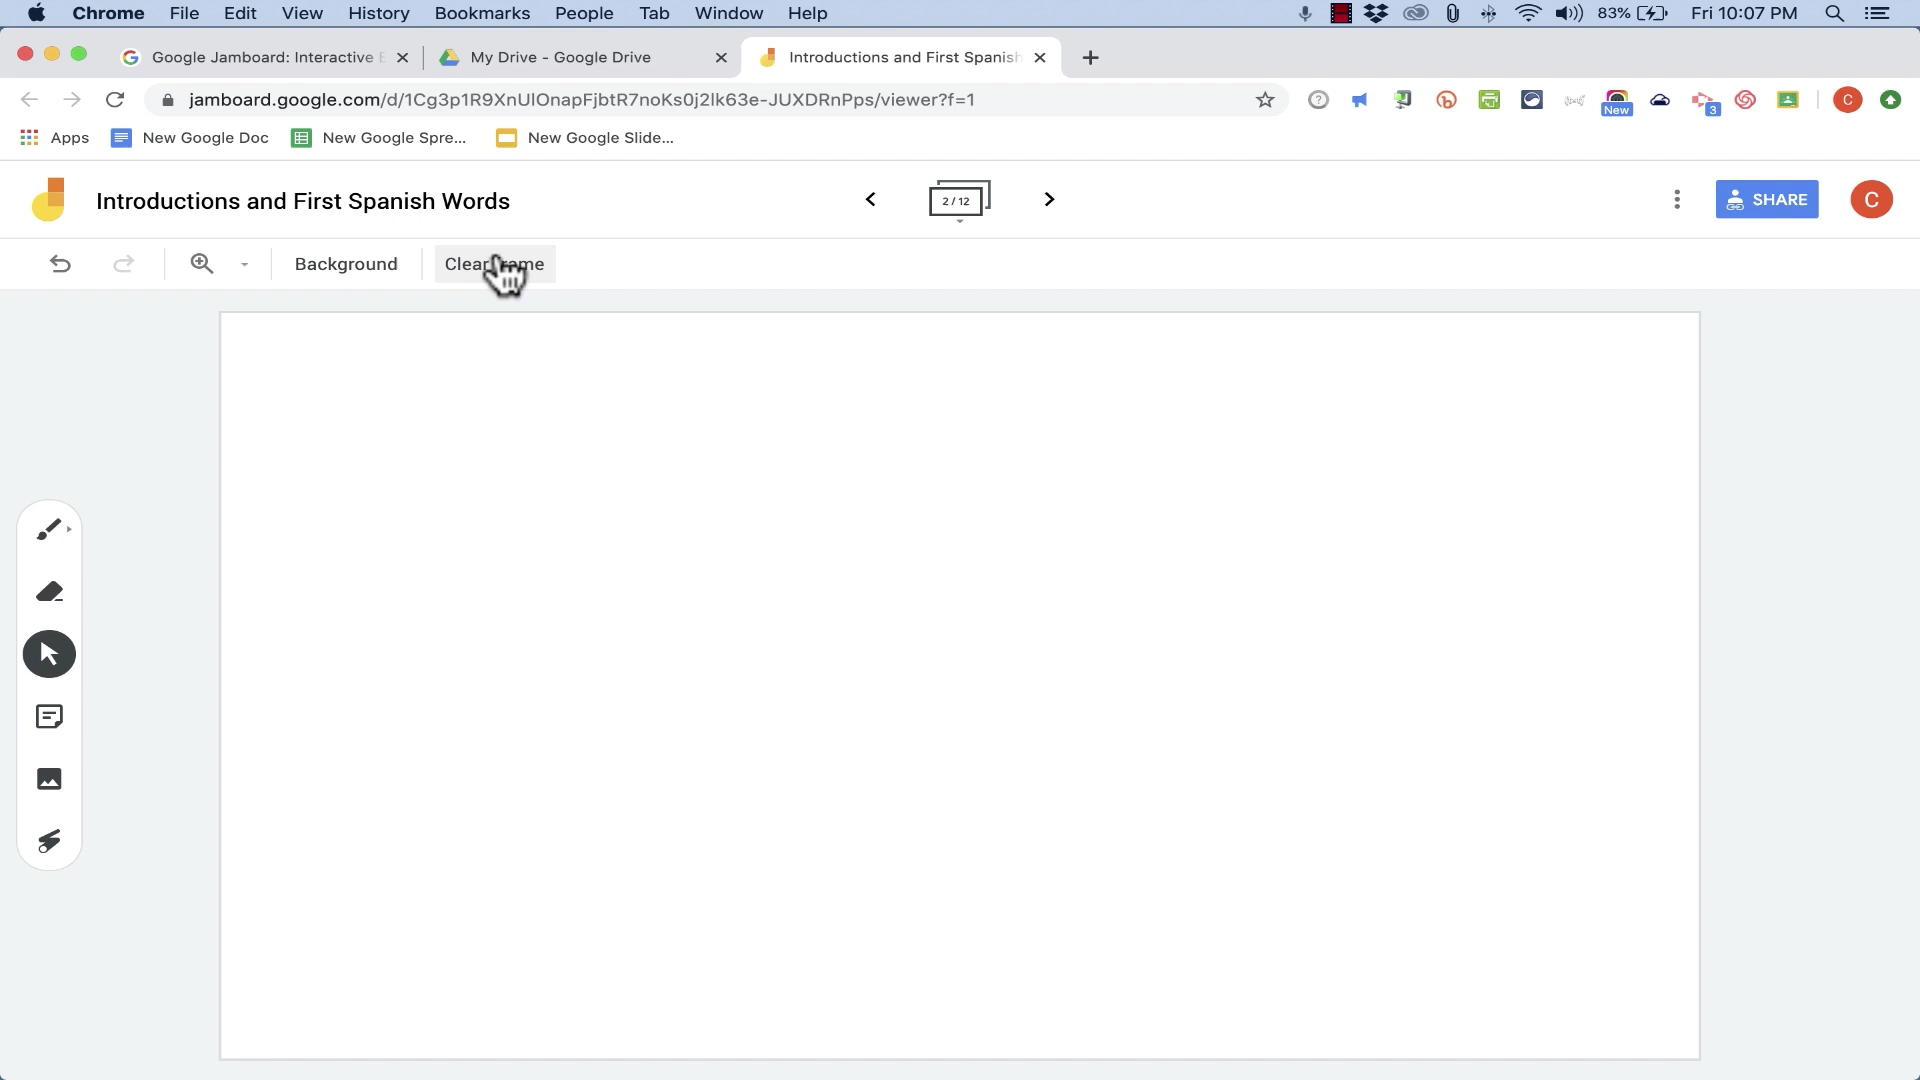 Chrome File Edit View History Bookmarks People Tab Window Help 83% Fri 10:07 PM
Google Jamboard: Interactive My Drive - Google Drive Introductions and First Spanish
jamboard.google.com/d/1Cg3p1R9XnUlOnapFjbtR7noKs0j2lk63e-JUXDRnPps/viewer?f=1 New 3 C
Apps New Google Doc New Google Spre... New Google Slide...
Introductions and First Spanish Words 2 / 12 SHARE C
Background